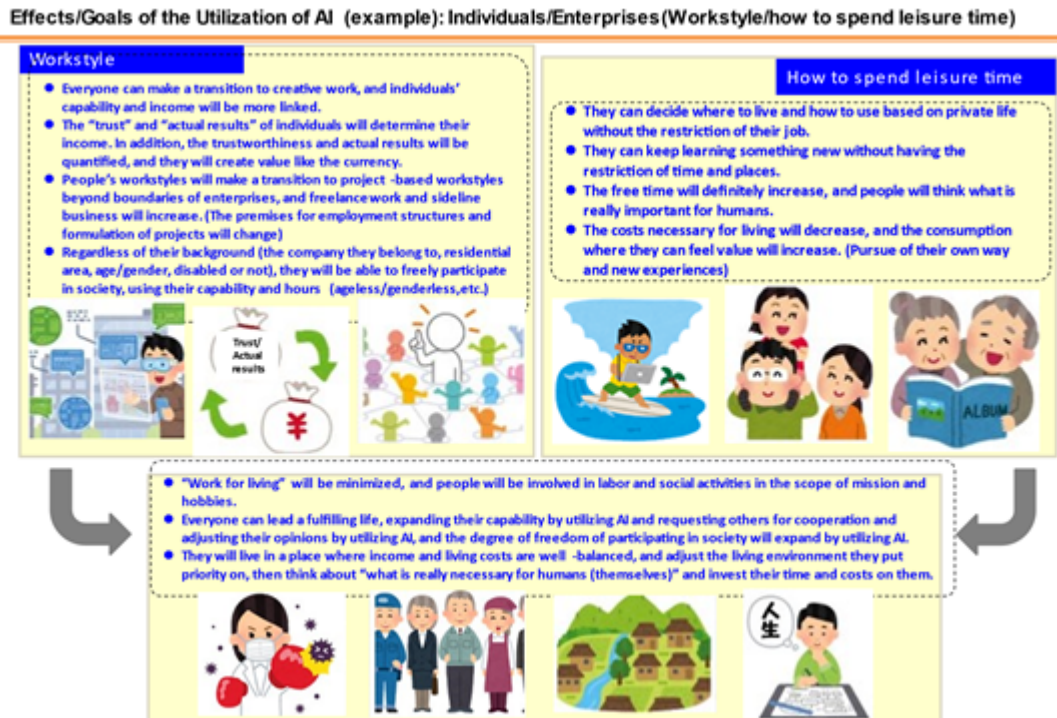 Effects/Goals of the Utilization of AI (example): Individuals/Enterprises(Workstyle/how to spend leisure time)
Workstyle
● Everyone can make a transition to creative work, and individuals'
capability and income will be more linked.
● The "trust" and "actual results" of individuals will determine their
income. In addition, the trustworthiness and actual results will be
quantified, and they will create value like the currency.
● People's workstyles will make a transition to project -based workstyles
beyond boundaries of enterprises, and freelance work and sideline
business will increase. (The premises for employment structures and
formulation of projects will change)
● Regardless of their background (the company they belong to, residential
area, age/gender, disabled or not), they will be able to freely participate
in society, using their capability and hours (ageless/genderless,etc.)
Trust/
Actual
results
¥
How to spend leisure time
● They can decide where to live and how to use based on private life
without the restriction of their job.
● They can keep learning something new without having the
restriction of time and places.
● The free time will definitely increase, and people will think what is
really important for humans.
● The costs necessary for living will decrease, and the consumption
where they can feel value will increase. (Pursue of their own way
and new experiences)
ALBUM
● "Work for living" will be minimized, and people will be involved in labor and social activities in the scope of mission and
hobbies.
● Everyone can lead a fulfilling life, expanding their capability by utilizing AI and requesting others for cooperation and
adjusting their opinions by utilizing AI, and the degree of freedom of participating in society will expand by utilizing AI.
● They will live in a place where income and living costs are well -balanced, and adjust the living environment they put
priority on, then think about "what is really necessary for humans (themselves)" and invest their time and costs on them.
人
生